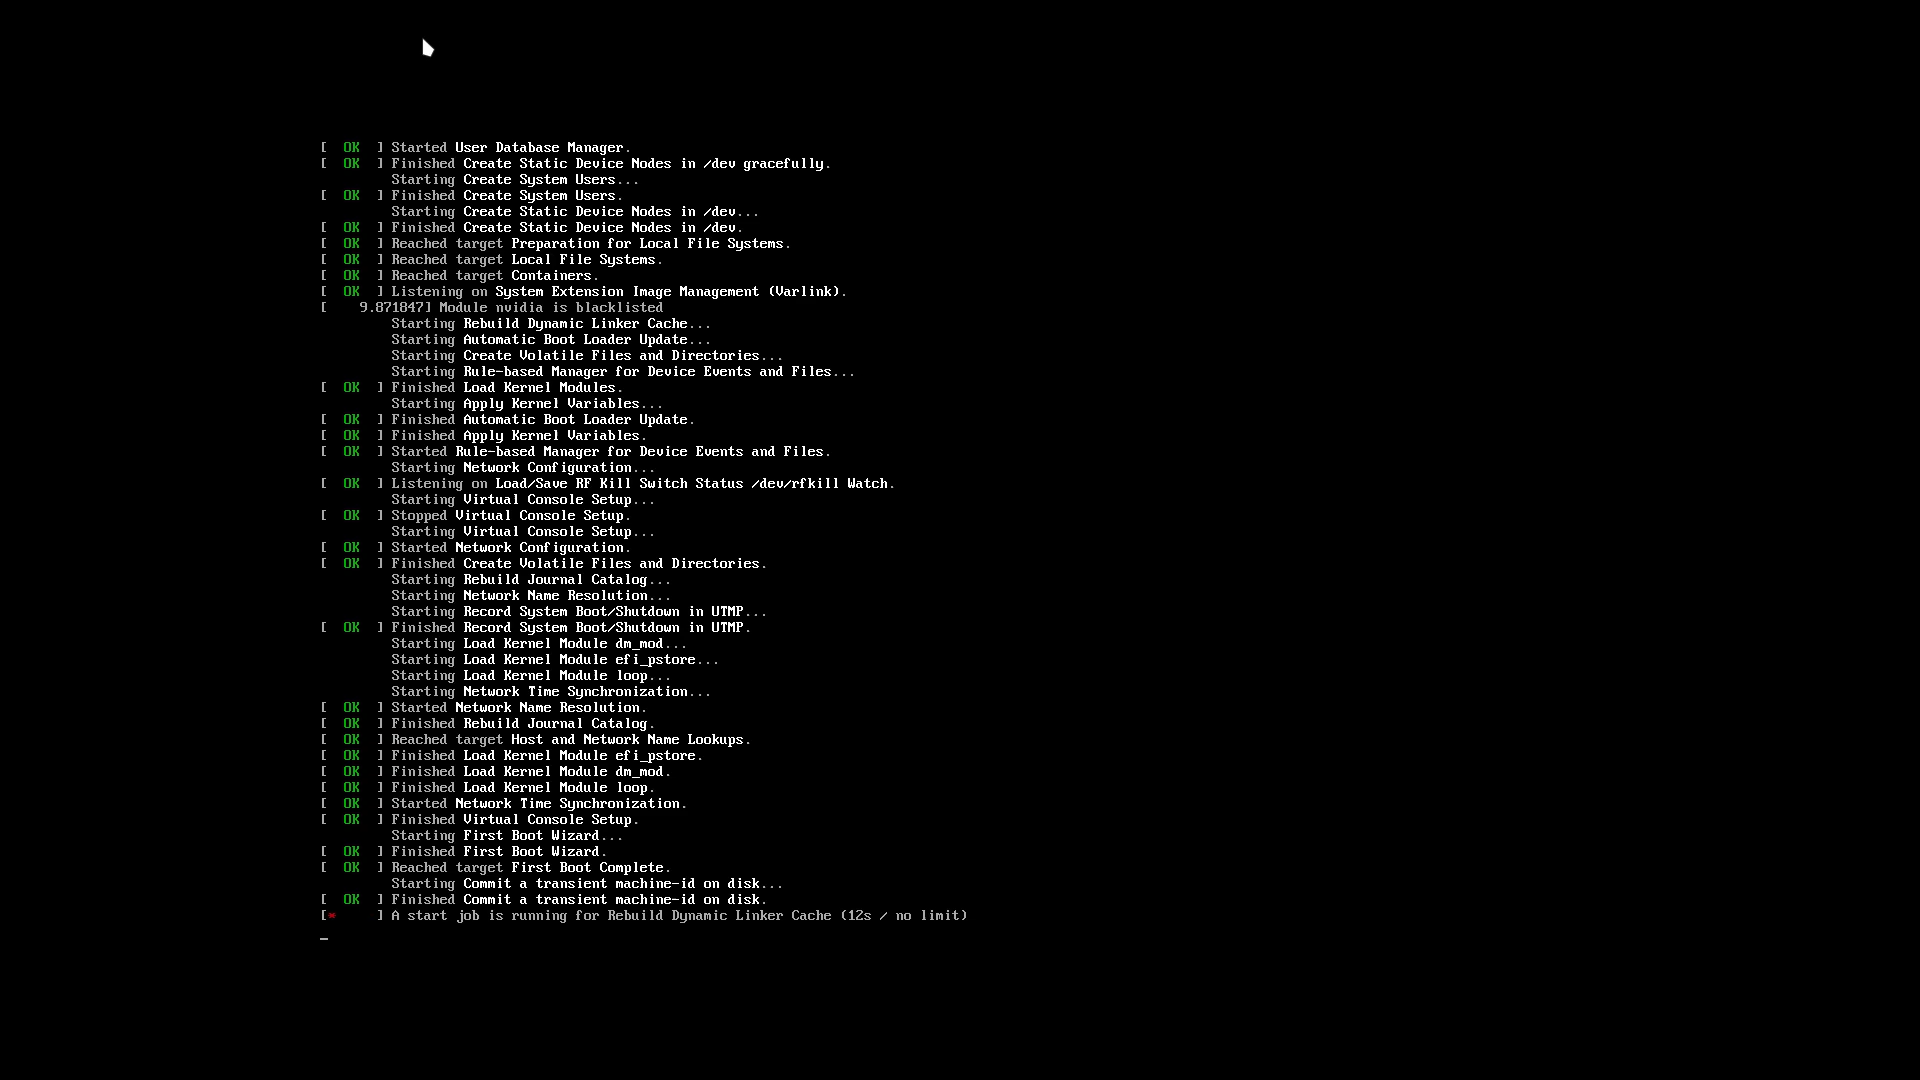 [  OK  ] Started User Database Manager.
[  OK  ] Finished Create Static Device Nodes in /dev gracefully.
         Starting Create System Users...
[  OK  ] Finished Create System Users.
         Starting Create Static Device Nodes in /dev...
[  OK  ] Finished Create Static Device Nodes in /dev.
[  OK  ] Reached target Preparation for Local File Systems.
[  OK  ] Reached target Local File Systems.
[  OK  ] Reached target Containers.
[  OK  ] Listening on System Extension Image Management (Varlink).
[    9.871847] Module nvidia is blacklisted
         Starting Rebuild Dynamic Linker Cache...
         Starting Automatic Boot Loader Update...
         Starting Create Volatile Files and Directories...
         Starting Rule-based Manager for Device Events and Files...
[  OK  ] Finished Load Kernel Modules.
         Starting Apply Kernel Variables...
[  OK  ] Finished Automatic Boot Loader Update.
[  OK  ] Finished Apply Kernel Variables.
[  OK  ] Started Rule-based Manager for Device Events and Files.
         Starting Network Configuration...
[  OK  ] Listening on Load/Save RF Kill Switch Status /dev/rfkill Watch.
         Starting Virtual Console Setup...
[  OK  ] Stopped Virtual Console Setup.
         Starting Virtual Console Setup...
[  OK  ] Started Network Configuration.
[  OK  ] Finished Create Volatile Files and Directories.
         Starting Rebuild Journal Catalog...
         Starting Network Name Resolution...
         Starting Record System Boot/Shutdown in UTMP...
[  OK  ] Finished Record System Boot/Shutdown in UTMP.
         Starting Load Kernel Module dm_mod...
         Starting Load Kernel Module efi_pstore...
         Starting Load Kernel Module loop...
         Starting Network Time Synchronization...
[  OK  ] Started Network Name Resolution.
[  OK  ] Finished Rebuild Journal Catalog.
[  OK  ] Reached target Host and Network Name Lookups.
[  OK  ] Finished Load Kernel Module efi_pstore.
[  OK  ] Finished Load Kernel Module dm_mod.
[  OK  ] Finished Load Kernel Module loop.
[  OK  ] Started Network Time Synchronization.
[  OK  ] Finished Virtual Console Setup.
         Starting First Boot Wizard...
[  OK  ] Finished First Boot Wizard.
[  OK  ] Reached target First Boot Complete.
         Starting Commit a transient machine-id on disk...
[  OK  ] Finished Commit a transient machine-id on disk.
[*     ] A start job is running for Rebuild Dynamic Linker Cache (12s / no limit)
_